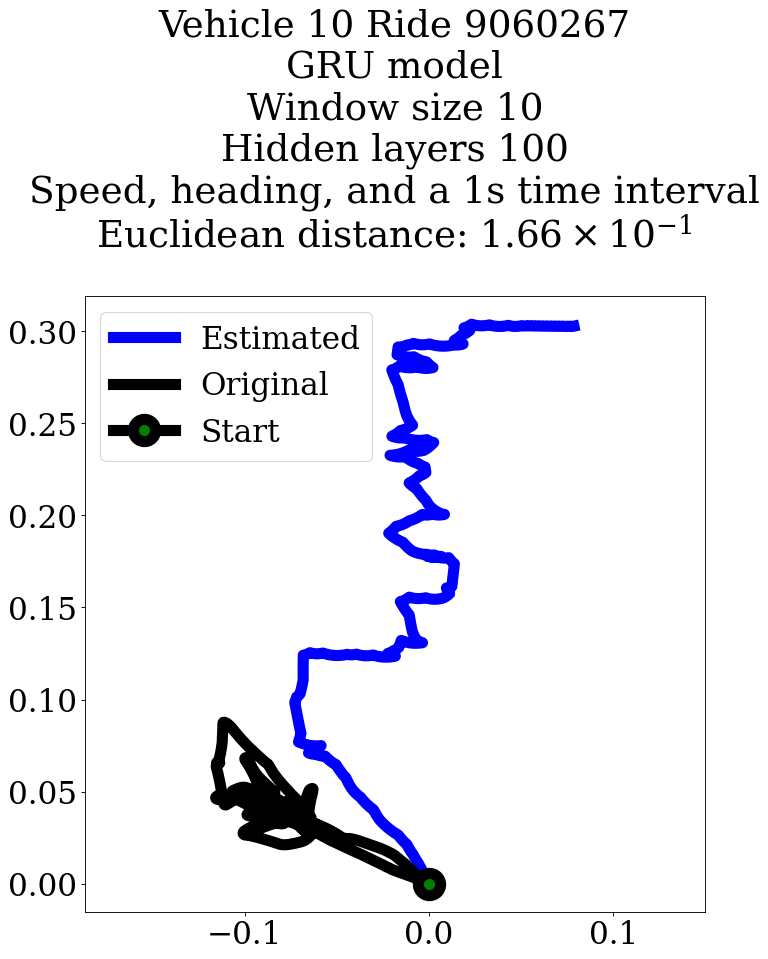 Vehicle 10 Ride 9060267
GRU model
Window size 10
Hidden layers 100
Speed, heading, and a 1s time interval
Euclidean distance: 1.66 × 10⁻¹
Estimated
Original
Start
0.30
0.25
0.20
0.15
0.10
0.05
0.00
−0.1 0.0 0.1